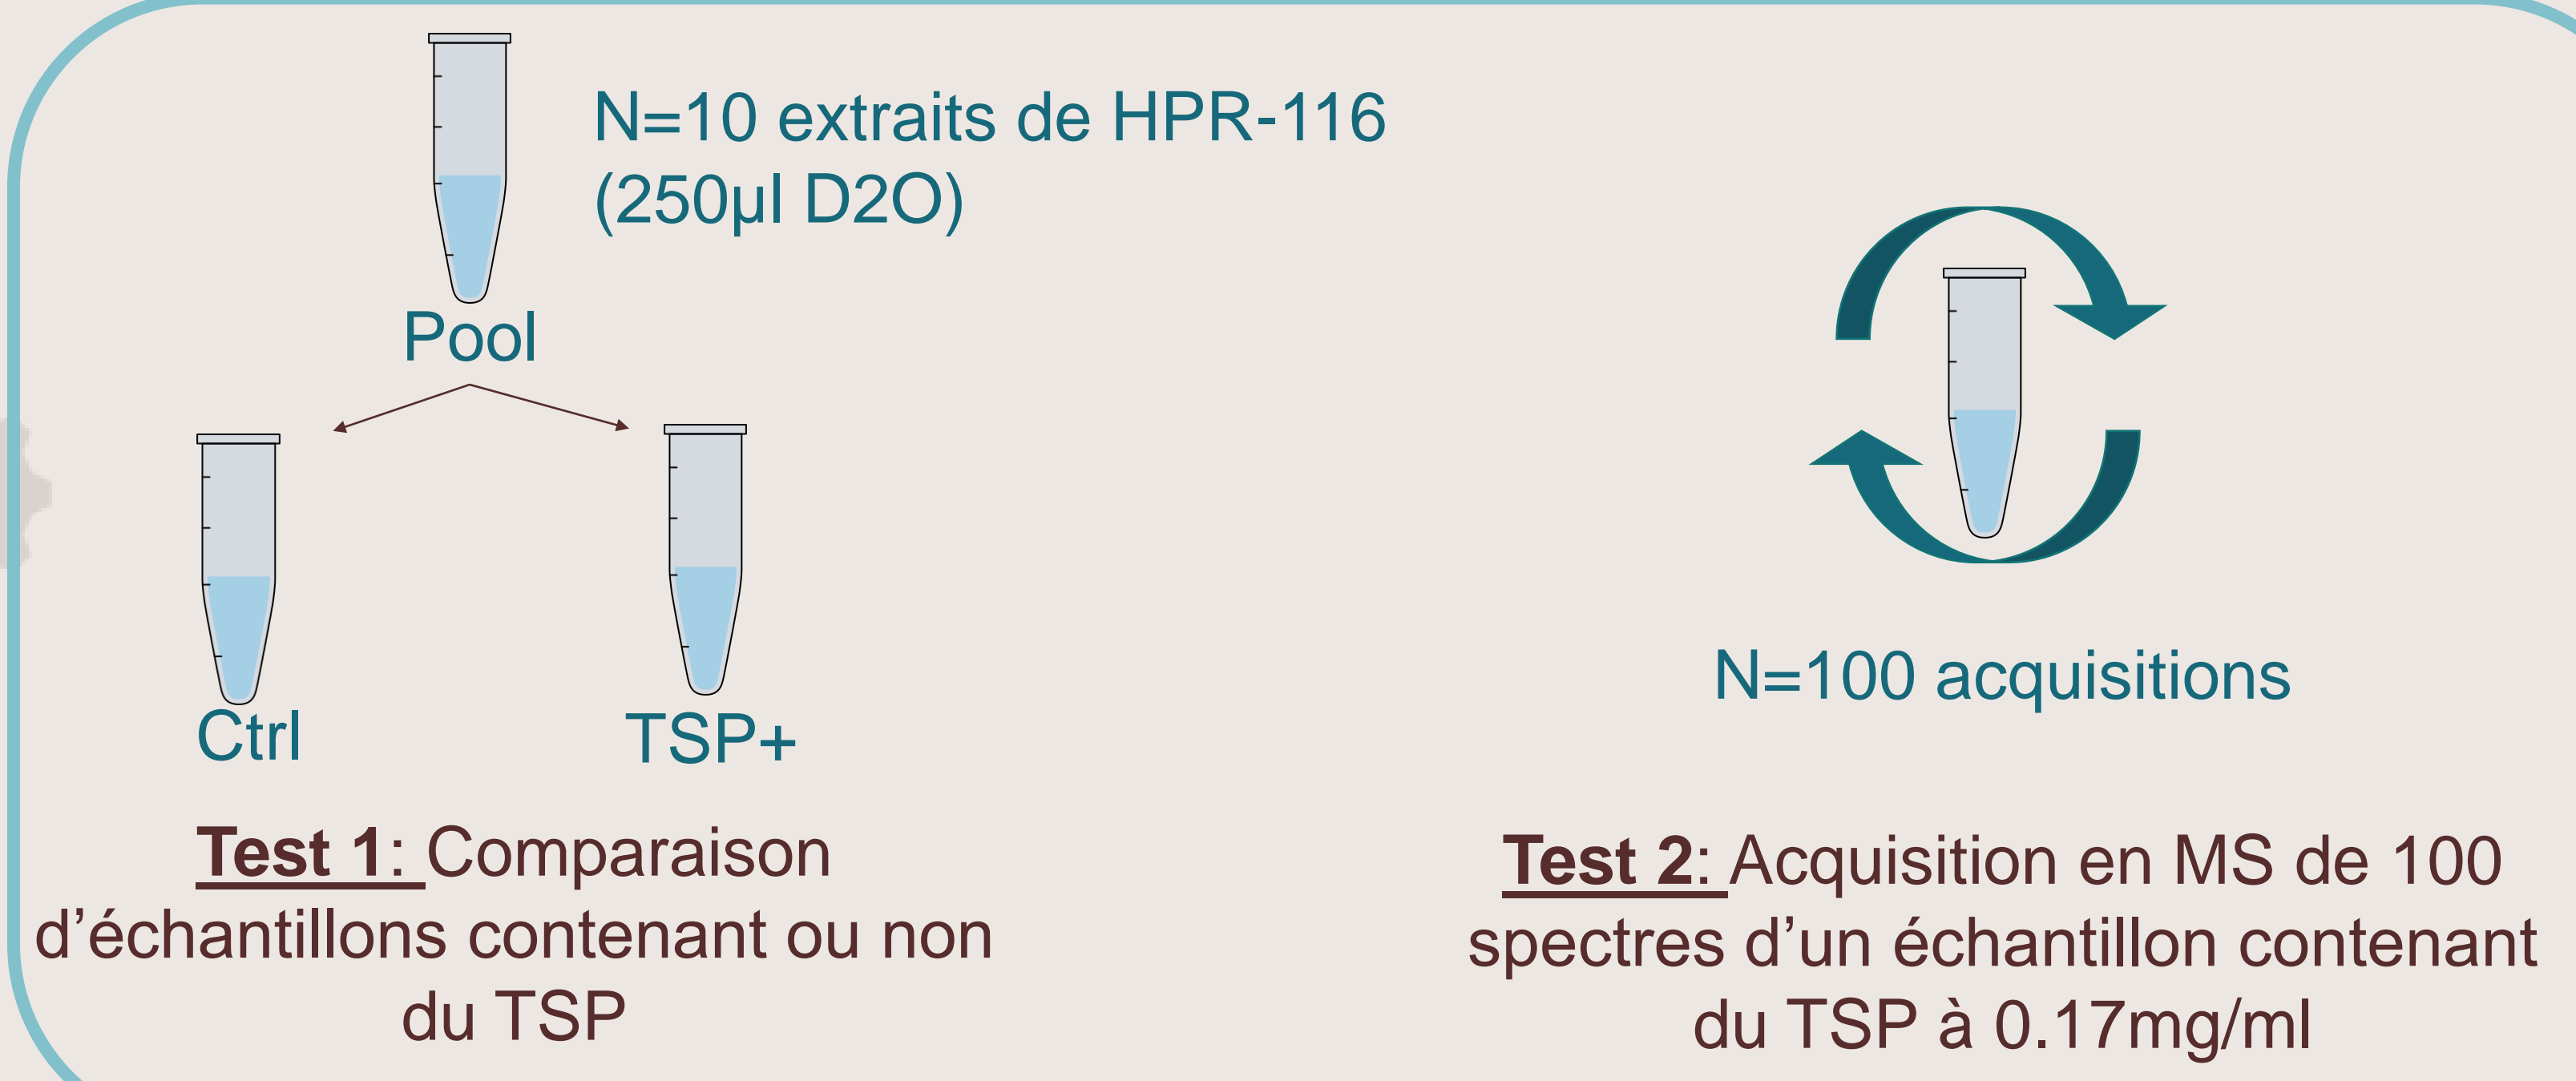 N=10 extraits de HPR-116
(250µl D2O)
Pool
Ctrl
TSP+
Test 1: Comparaison
d’échantillons contenant ou non
du TSP
N=100 acquisitions
Test 2: Acquisition en MS de 100
spectres d’un échantillon contenant
du TSP à 0.17mg/ml